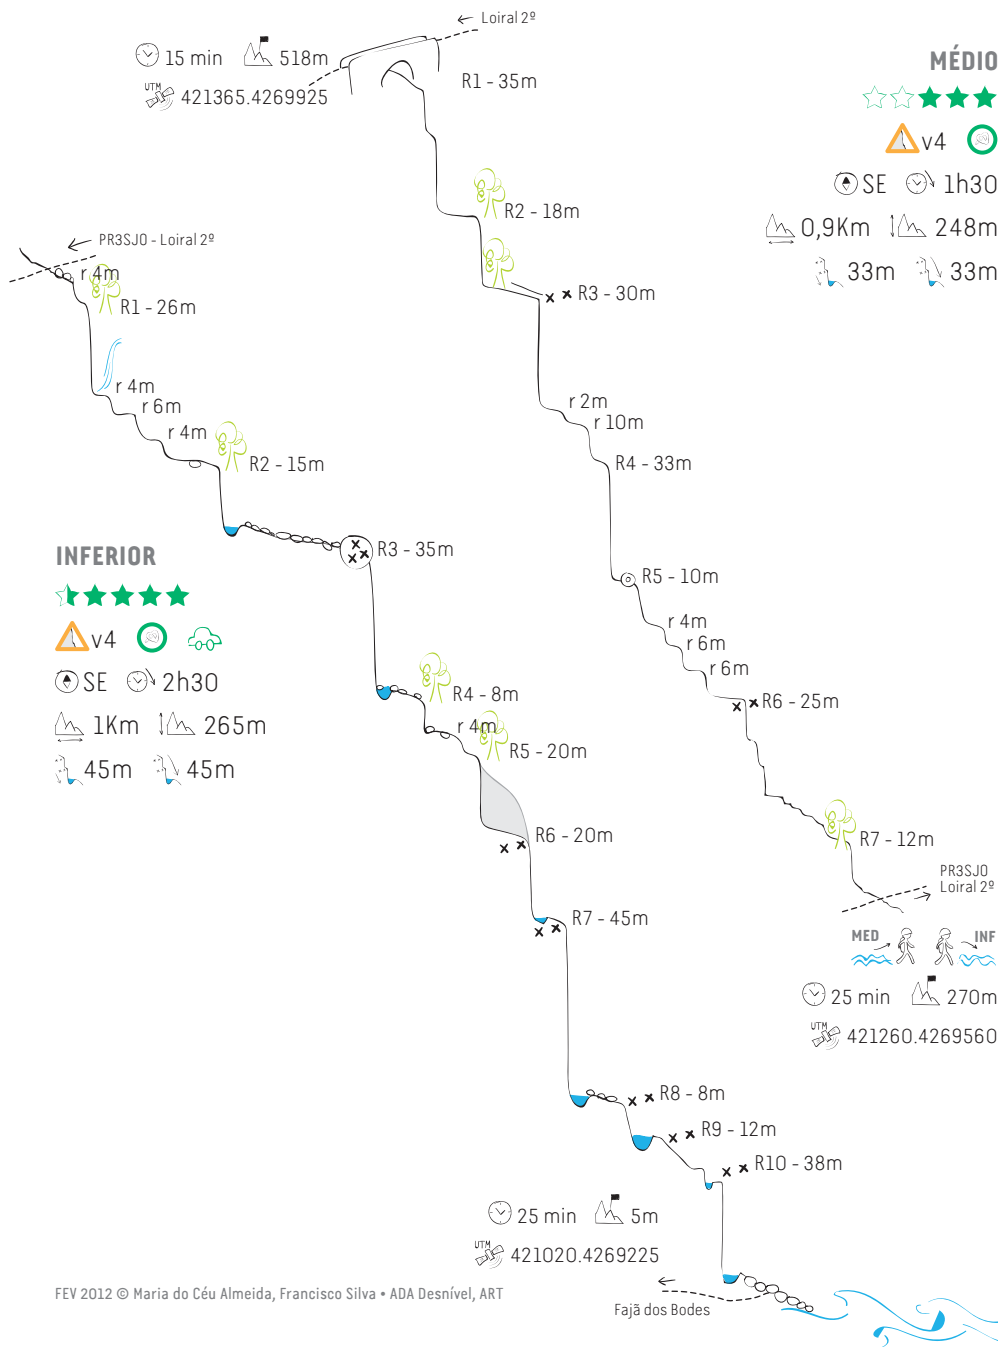 Loiral 2º
15 min 518m
UTM 421365.4269925
R1 - 35m
MÉDIO
v4
SE 1h30
0,9Km 248m
33m 33m
R2 - 18m
R3 - 30m
r 2m
r 10m
R4 - 33m
R5 - 10m
r 4m
r 6m
r 6m
R6 - 25m
R7 - 12m
PR3SJO
Loiral 2º
MED INF
25 min 270m
UTM 421260.4269560
PR3SJO - Loiral 2º
r 4m
R1 - 26m
r 4m
r 6m
r 4m
R2 - 15m
R3 - 35m
INFERIOR
v4
SE 2h30
1Km 265m
45m 45m
R4 - 8m
r 4m
R5 - 20m
R6 - 20m
R7 - 45m
R8 - 8m
R9 - 12m
R10 - 38m
25 min 5m
UTM 421020.4269225
Fajã dos Bodes
FEV 2012 © Maria do Céu Almeida, Francisco Silva • ADA Desnível, ART